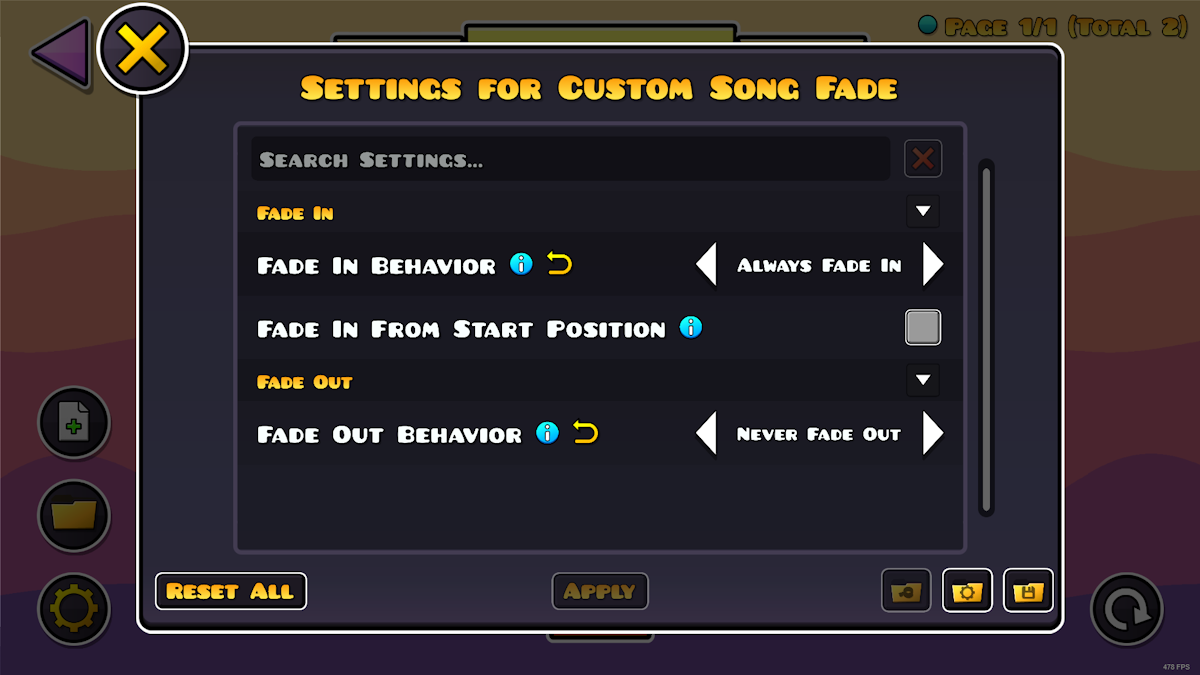 Page 1/1 (Total 2)
Settings for Custom Song Fade
Search Settings...
Fade In
Fade In Behavior
Always Fade In
Fade In From Start Position
Fade Out
Fade Out Behavior
Never Fade Out
Reset All
Apply
478 FPS